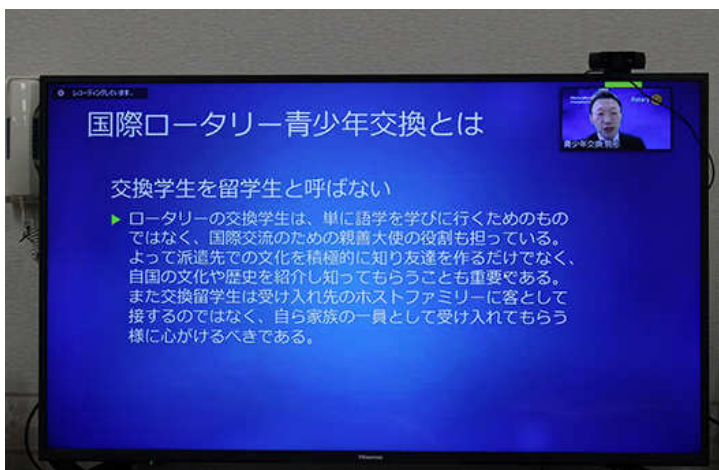 レコーディングしています。
Rotary
国際ロータリー青少年交換とは
交換学生を留学生と呼ばない
ロータリーの交換学生は、単に語学を学びに行くためのもの
ではなく、国際交流のための親善大使の役割も担っている。
よって派遣先での文化を積極的に知り友達を作るだけでなく、
自国の文化や歴史を紹介し知ってもらうことも重要である。
また交換留学生は受け入れ先のホストファミリーに客として
接するのではなく、自ら家族の一員として受け入れてもらう
様に心がけるべきである。
Hisense